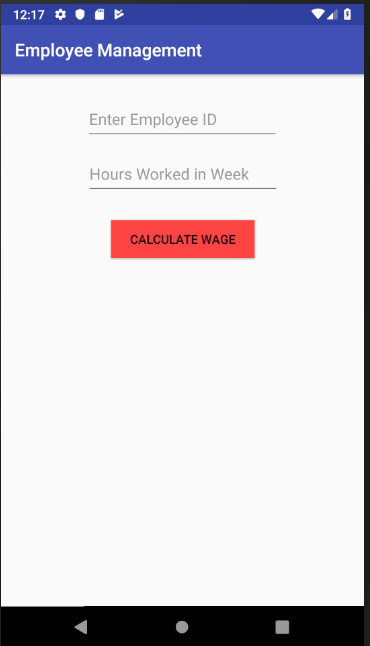 12:17
Employee Management
Enter Employee ID
Hours Worked in Week
CALCULATE WAGE